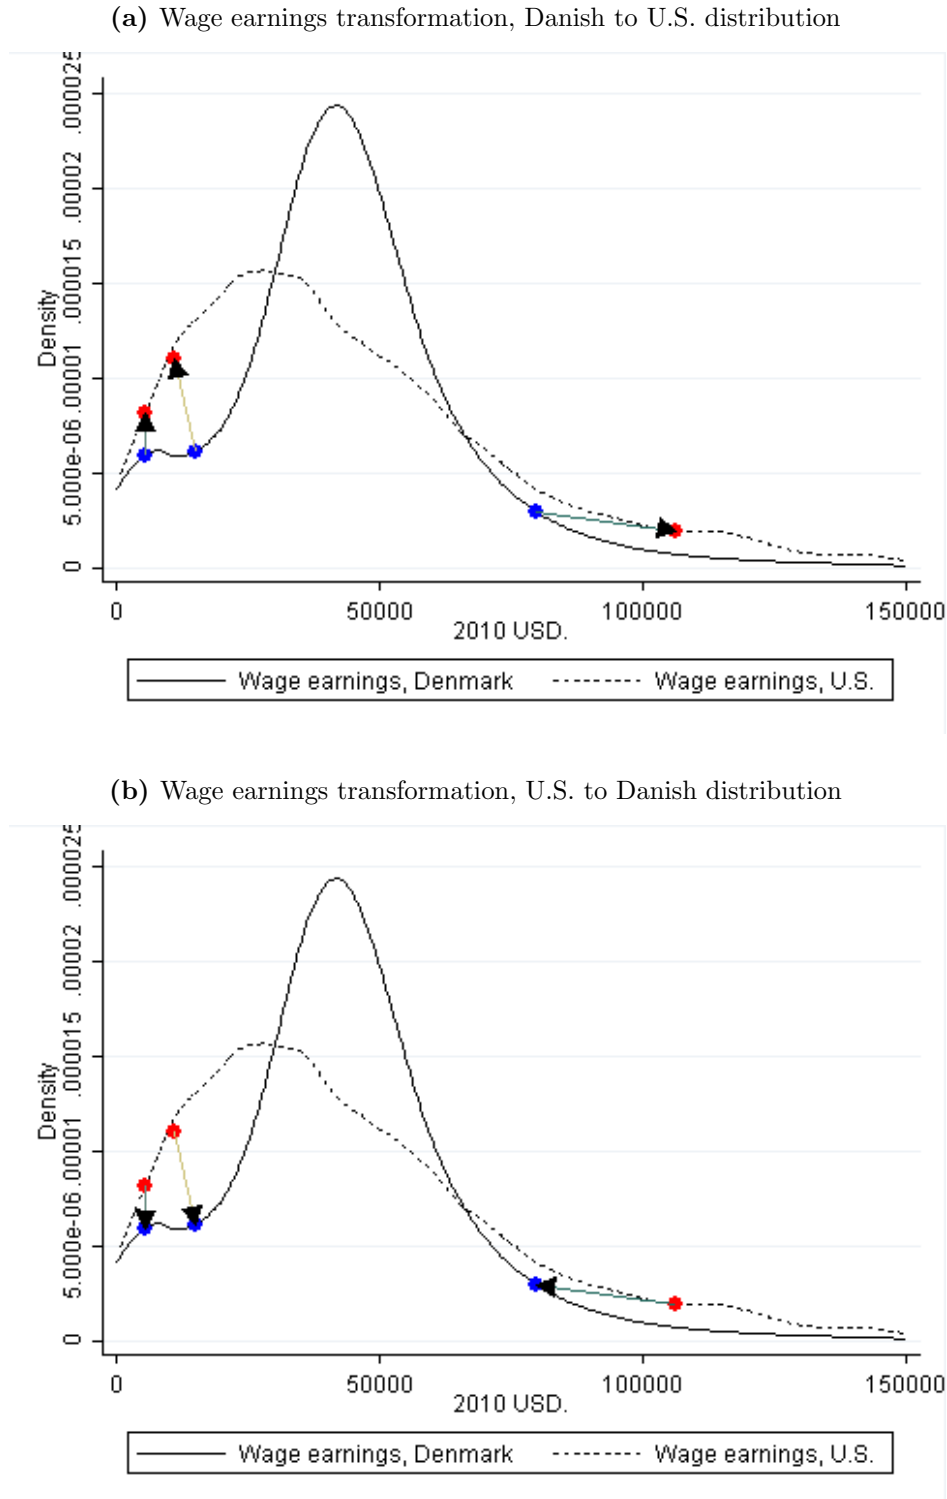 (a) Wage earnings transformation, Danish to U.S. distribution
Density
.000025
.00002
.000015
.00001
5.000e-06
0
0 50000 100000 150000
2010 USD.
Wage earnings, Denmark Wage earnings, U.S.
(b) Wage earnings transformation, U.S. to Danish distribution
Density
.000025
.00002
.000015
.00001
5.000e-06
0
0 50000 100000 150000
2010 USD.
Wage earnings, Denmark Wage earnings, U.S.